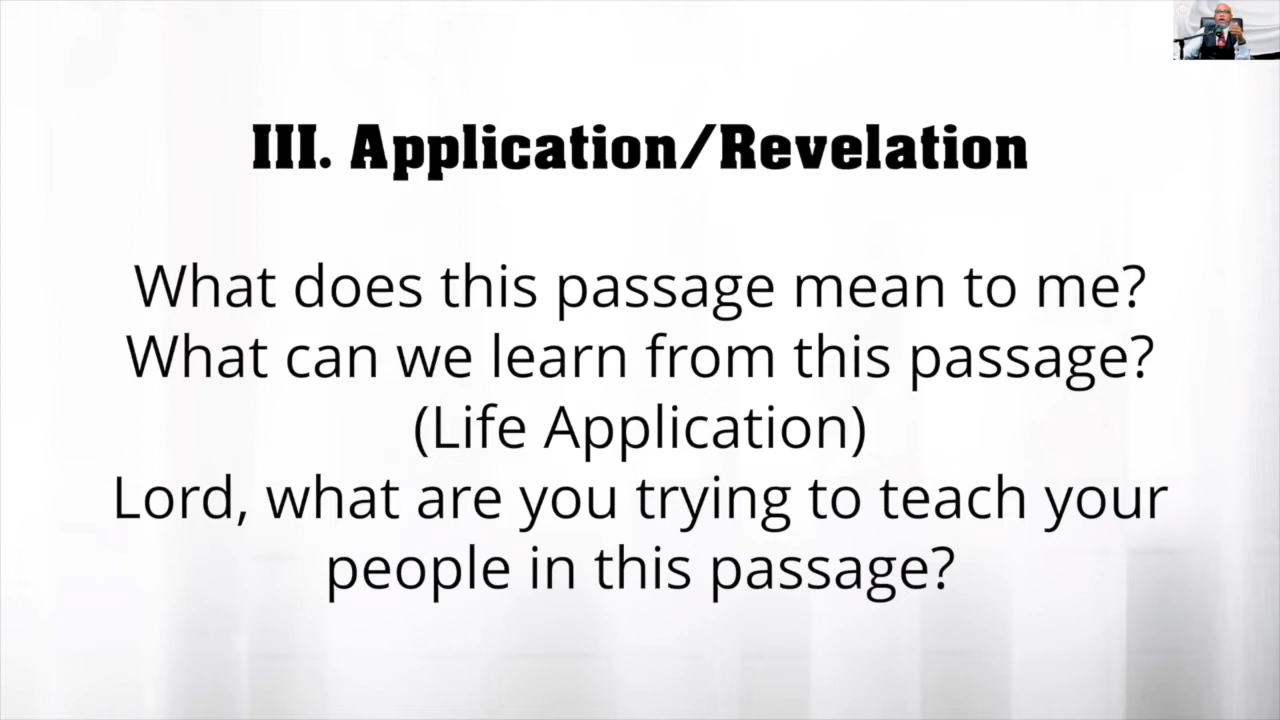 III. Application/Revelation
What does this passage mean to me?
What can we learn from this passage?
(Life Application)
Lord, what are you trying to teach your
people in this passage?